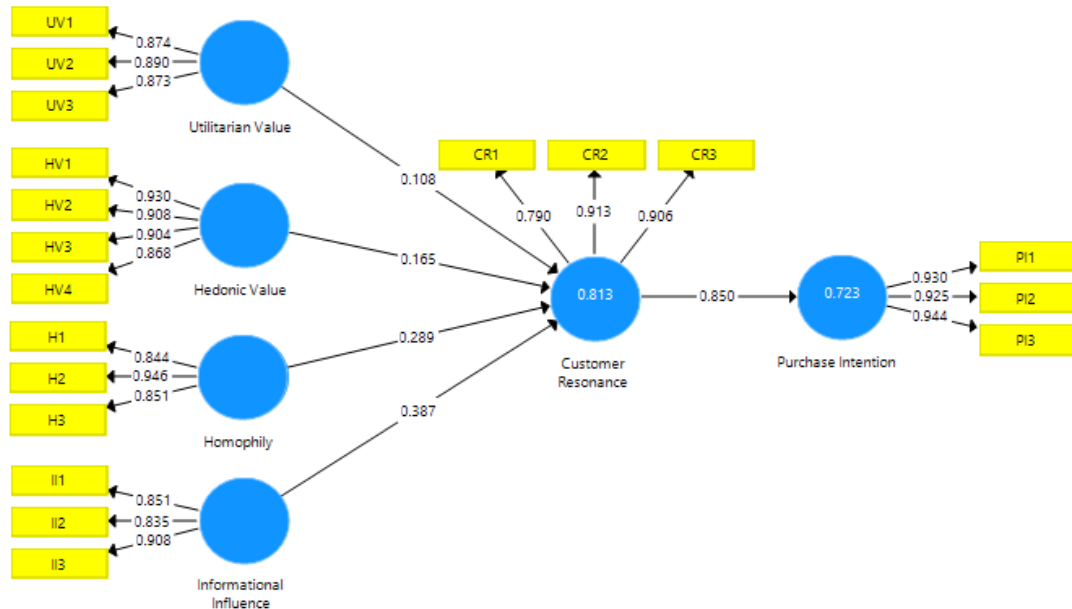 UV1
UV2
UV3
0.874
0.890
0.873
Utilitarian Value
HV1
HV2
HV3
HV4
0.930
0.908
0.904
0.868
Hedonic Value
H1
H2
H3
0.844
0.946
0.851
Homophily
II1
II2
II3
0.851
0.835
0.908
Informational
Influence
0.108
0.165
0.289
0.387
CR1
CR2
CR3
0.790
0.913
0.906
0.813
Customer
Resonance
0.850
0.723
Purchase Intention
0.930
0.925
0.944
PI1
PI2
PI3